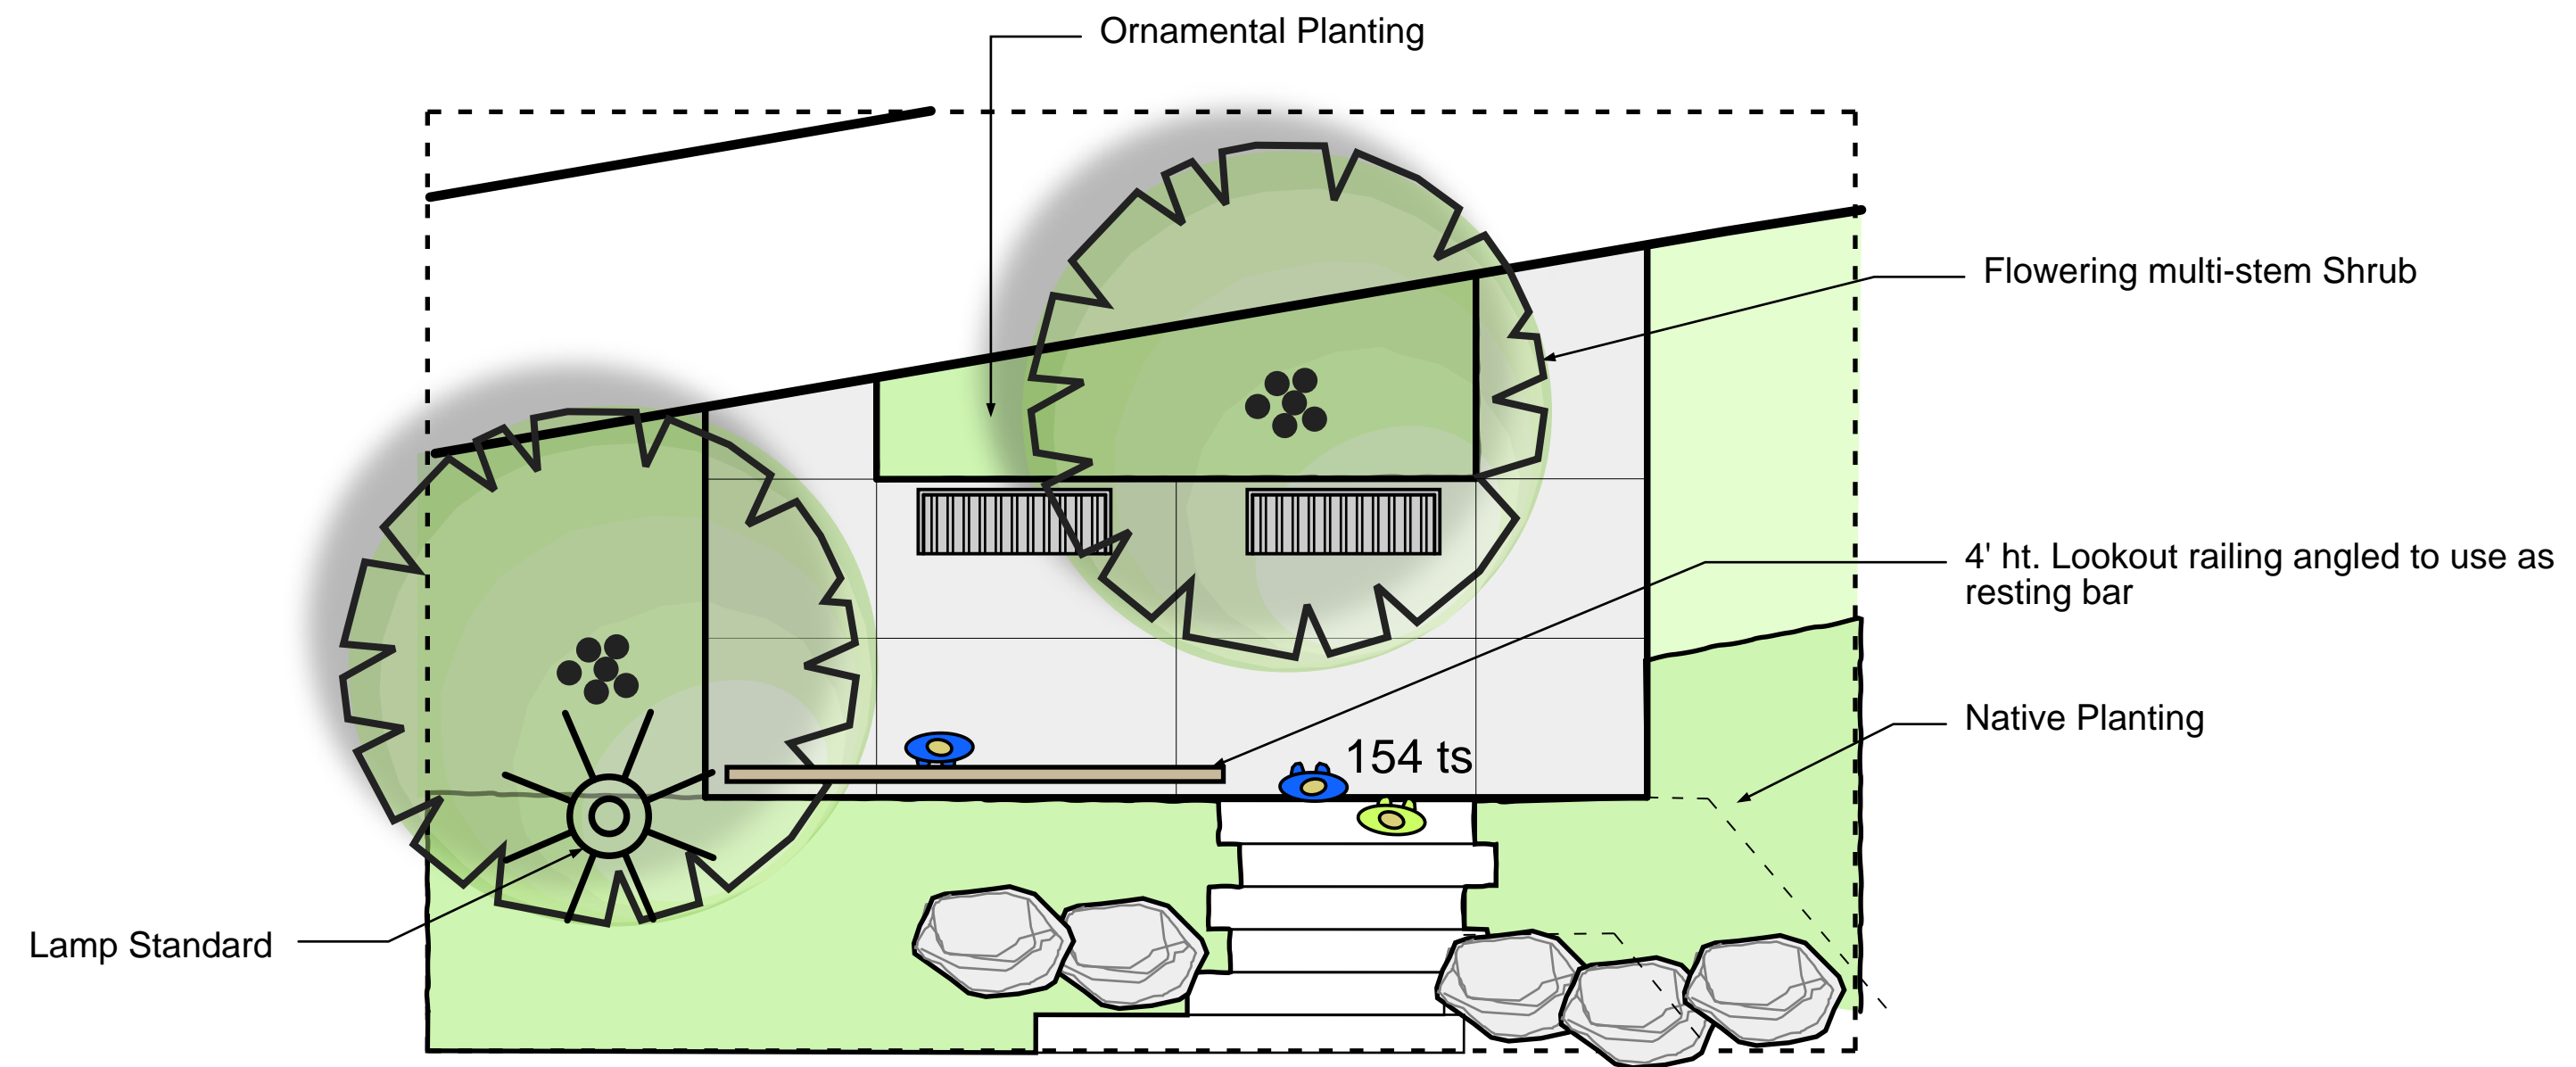 Ornamental Planting
Flowering multi-stem Shrub
4' ht. Lookout railing angled to use as
resting bar
Native Planting
154 ts
Lamp Standard